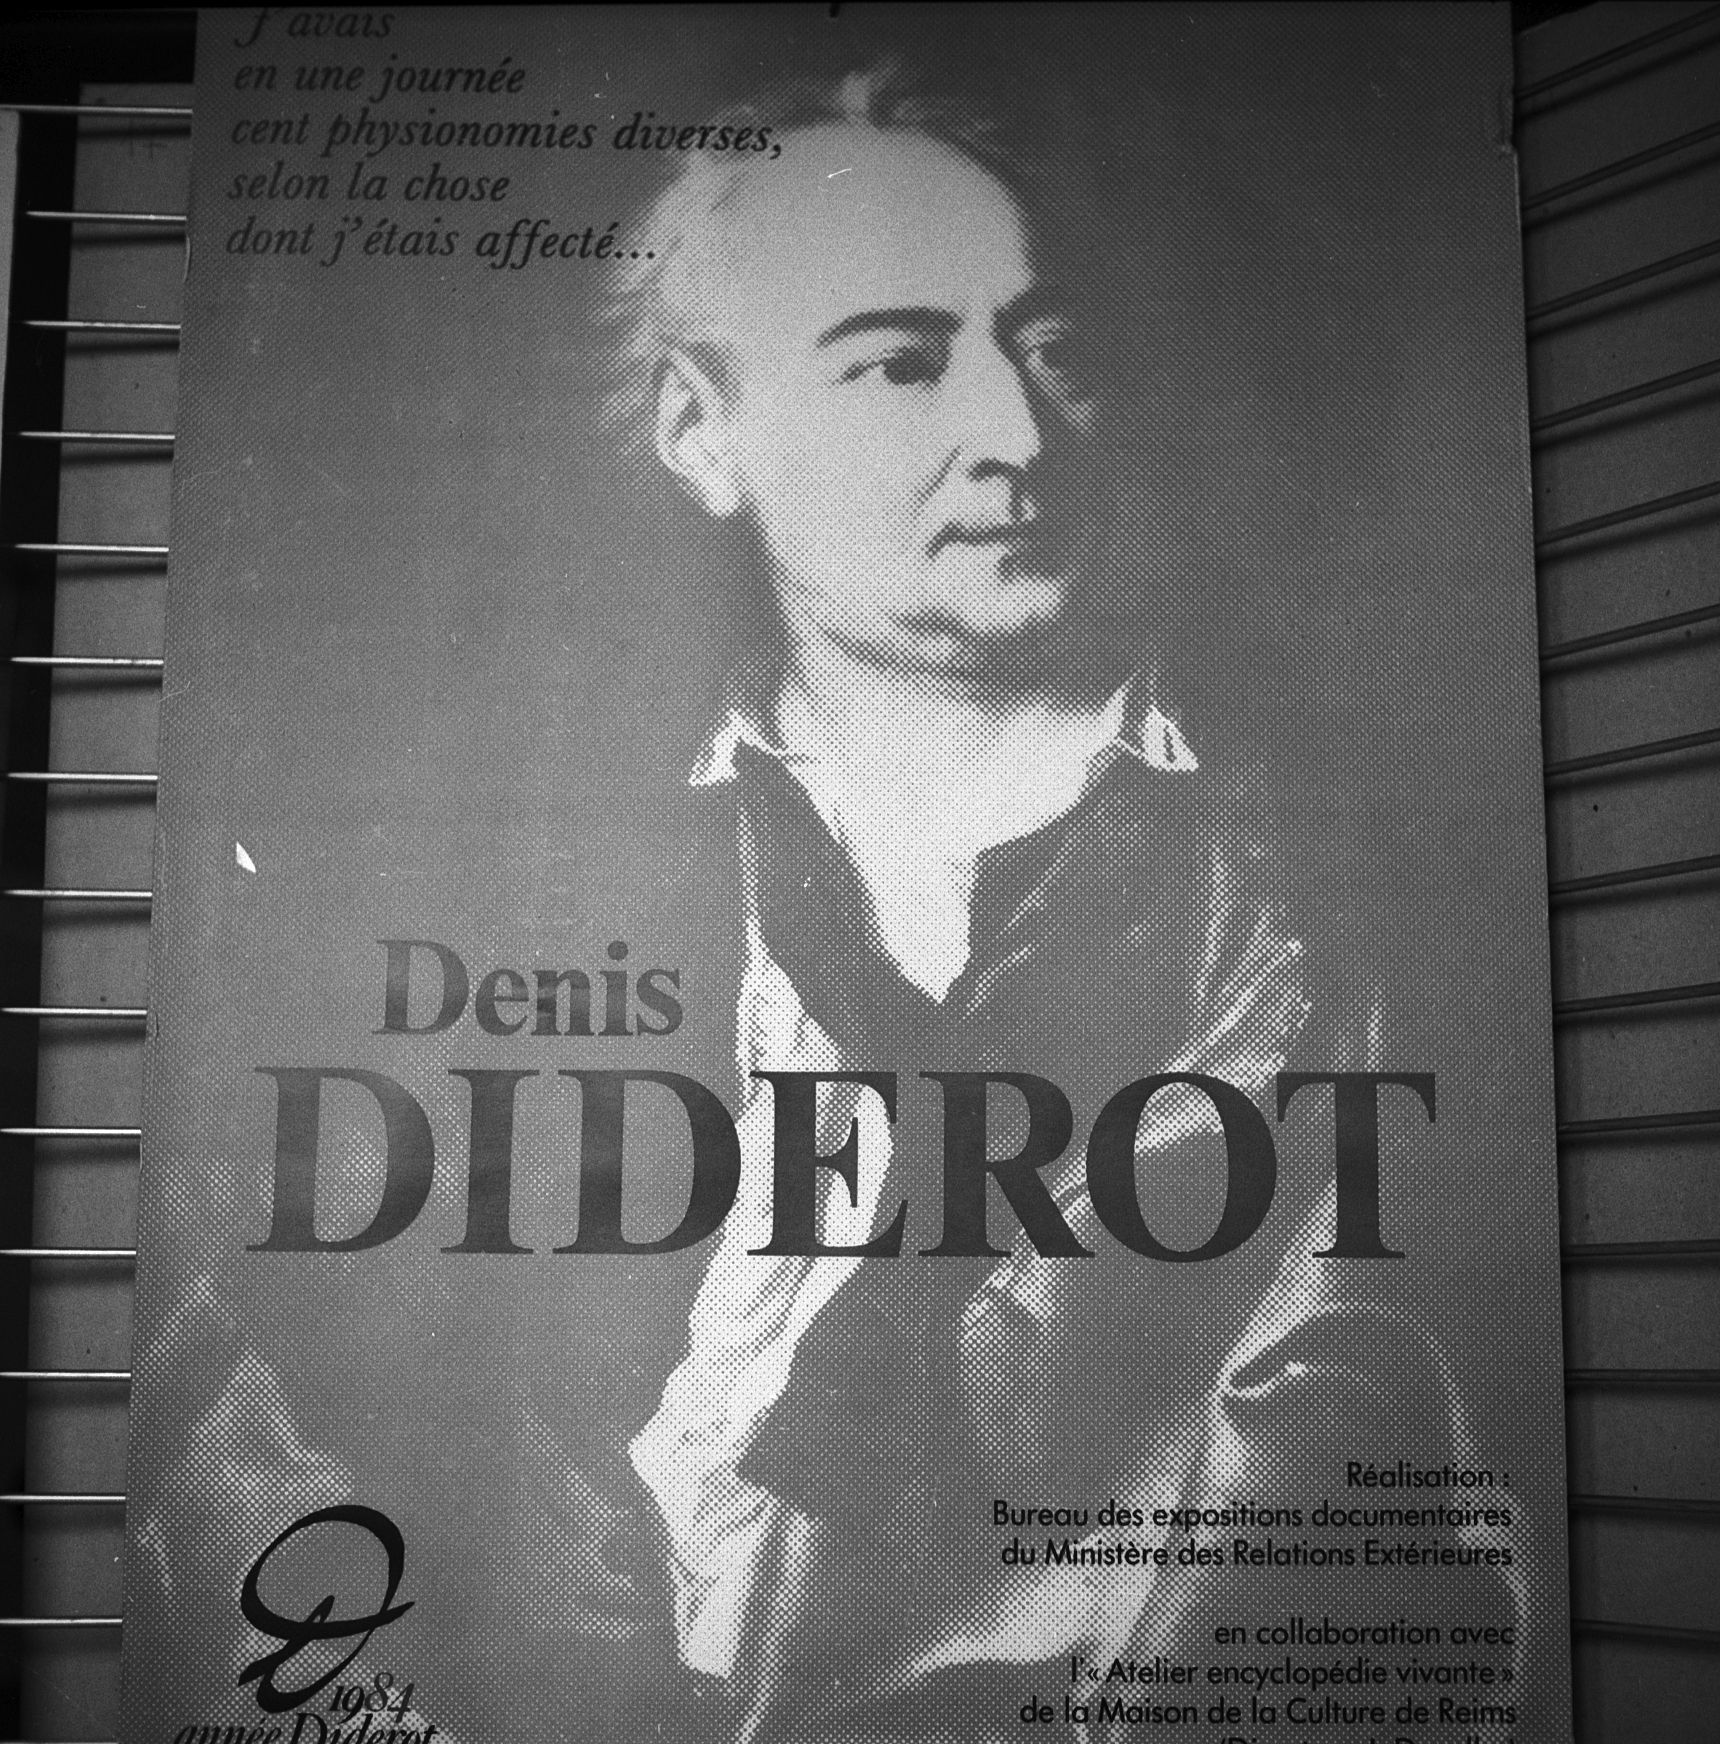 J'avais
en une journée
cent physionomies diverses,
selon la chose
dont j'étais affecté...
Denis
DIDEROT
Réalisation :
Bureau des expositions documentaires
du Ministère des Relations Extérieures
en collaboration avec
l'« Atelier encyclopédie vivante »
de la Maison de la Culture de Reims
1984
année Diderot